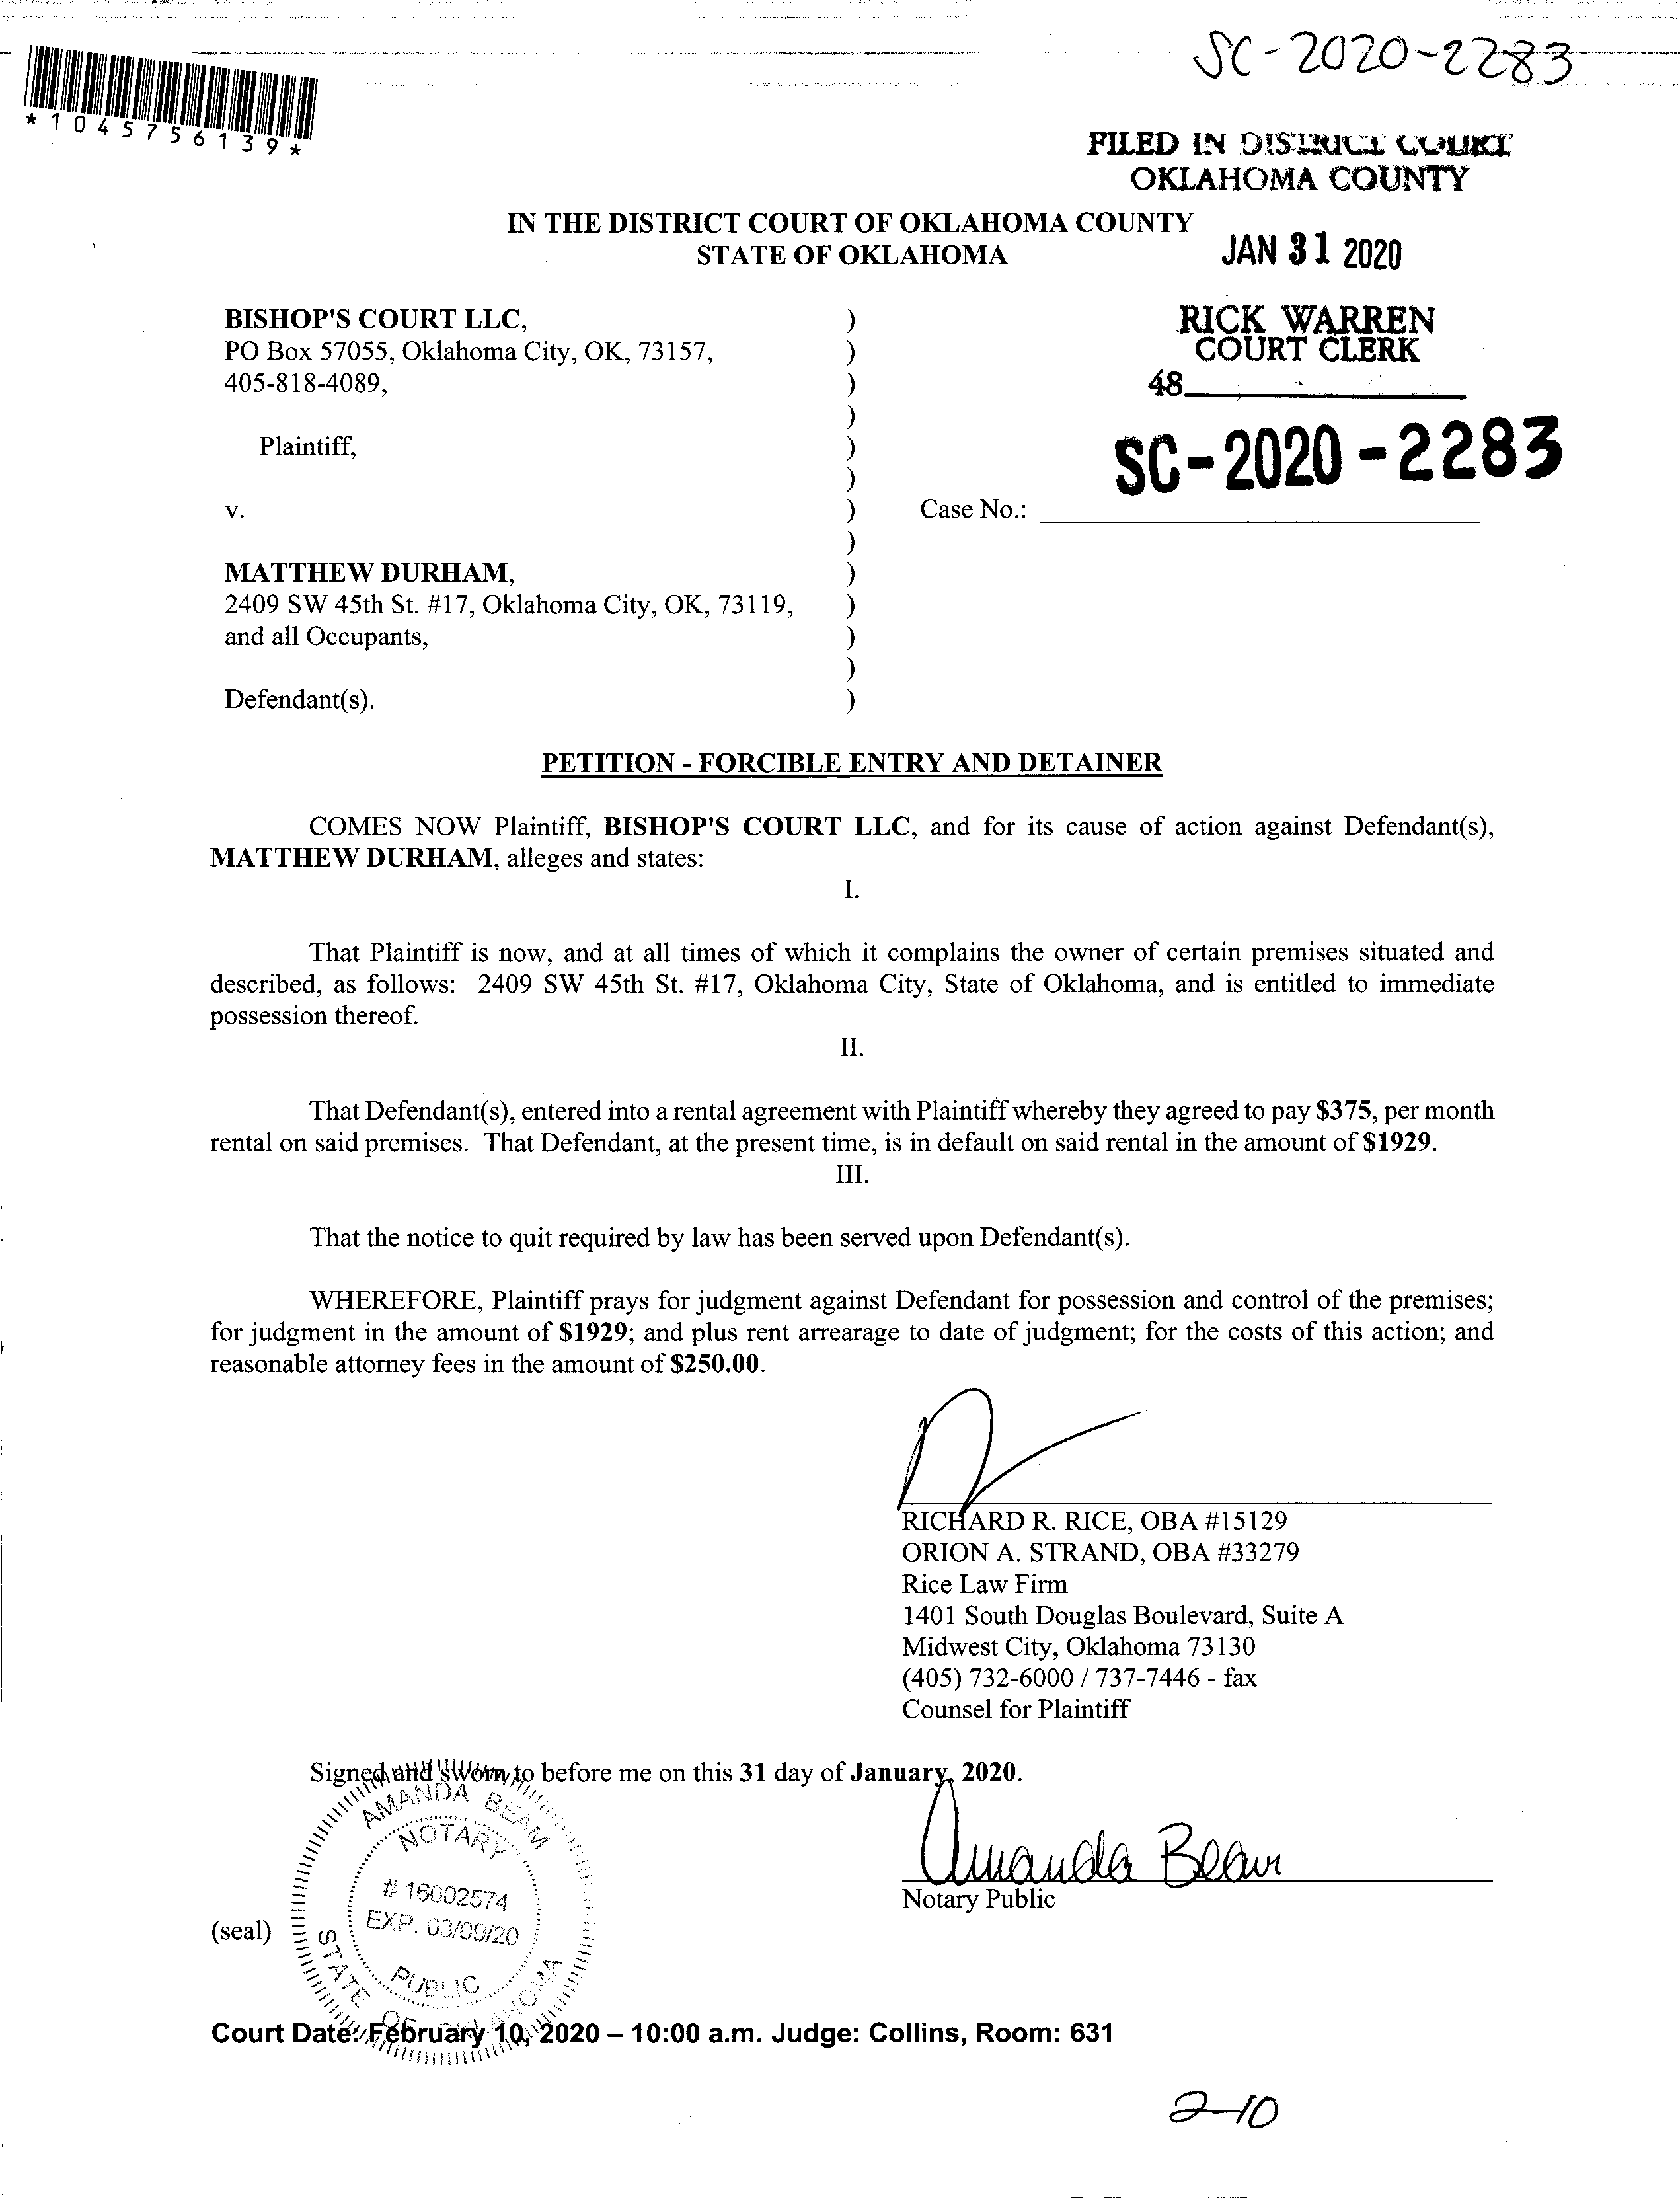 SC-2020-2283
*1045756139*
FILED IN DISTRICT COURT
OKLAHOMA COUNTY
IN THE DISTRICT COURT OF OKLAHOMA COUNTY
STATE OF OKLAHOMA
JAN 31 2020
BISHOP'S COURT LLC, )
PO Box 57055, Oklahoma City, OK, 73157, )
405-818-4089, )
)
Plaintiff, )
)
v. )
)
MATTHEW DURHAM, )
2409 SW 45th St. #17, Oklahoma City, OK, 73119, )
and all Occupants, )
)
Defendant(s). )
RICK WARREN
COURT CLERK
48
SC-2020-2283
Case No.:
PETITION - FORCIBLE ENTRY AND DETAINER
COMES NOW Plaintiff, BISHOP'S COURT LLC, and for its cause of action against Defendant(s),
MATTHEW DURHAM, alleges and states:
I.
That Plaintiff is now, and at all times of which it complains the owner of certain premises situated and
described, as follows: 2409 SW 45th St. #17, Oklahoma City, State of Oklahoma, and is entitled to immediate
possession thereof.
II.
That Defendant(s), entered into a rental agreement with Plaintiff whereby they agreed to pay $375, per month
rental on said premises. That Defendant, at the present time, is in default on said rental in the amount of $1929.
III.
That the notice to quit required by law has been served upon Defendant(s).
WHEREFORE, Plaintiff prays for judgment against Defendant for possession and control of the premises;
for judgment in the amount of $1929; and plus rent arrearage to date of judgment; for the costs of this action; and
reasonable attorney fees in the amount of $250.00.
RICHARD R. RICE, OBA #15129
ORION A. STRAND, OBA #33279
Rice Law Firm
1401 South Douglas Boulevard, Suite A
Midwest City, Oklahoma 73130
(405) 732-6000 / 737-7446 - fax
Counsel for Plaintiff
Signed and sworn to before me on this 31 day of January, 2020.
Amanda Beam
Notary Public
(seal)
AMANDA BEAM
NOTARY
# 16002574
EXP. 03/09/20
PUBLIC
STATE OF OKLAHOMA
Court Date: February 10, 2020 – 10:00 a.m. Judge: Collins, Room: 631
2-10